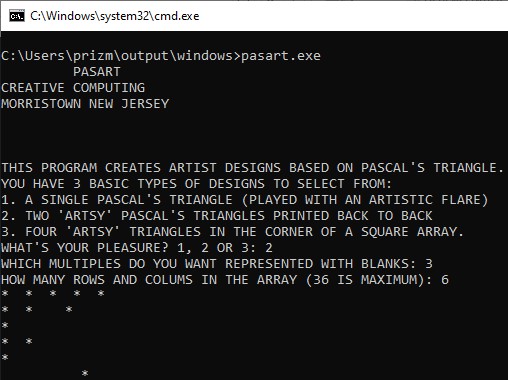 C:\Windows\system32\cmd.exe
C:\Users\prizm\output\windows>pasart.exe
PASART
CREATIVE COMPUTING
MORRISTOWN NEW JERSEY
THIS PROGRAM CREATES ARTIST DESIGNS BASED ON PASCAL'S TRIANGLE.
YOU HAVE 3 BASIC TYPES OF DESIGNS TO SELECT FROM:
1. A SINGLE PASCAL'S TRIANGLE (PLAYED WITH AN ARTISTIC FLARE)
2. TWO 'ARTSY' PASCAL'S TRIANGLES PRINTED BACK TO BACK
3. FOUR 'ARTSY' TRIANGLES IN THE CORNER OF A SQUARE ARRAY.
WHAT'S YOUR PLEASURE? 1, 2 OR 3: 2
WHICH MULTIPLES DO YOU WANT REPRESENTED WITH BLANKS: 3
HOW MANY ROWS AND COLUMS IN THE ARRAY (36 IS MAXIMUM): 6
*  *  *  *  *
*  *    *
*
*  *
*
*